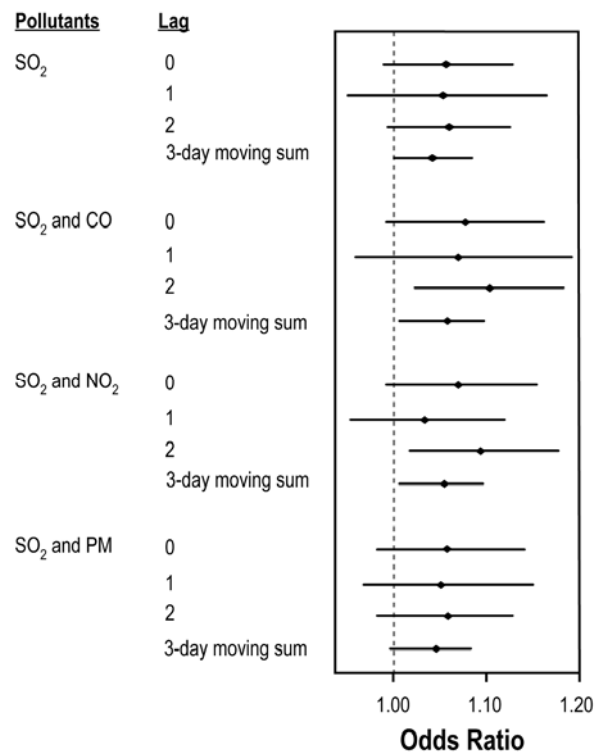 Pollutants Lag
SO₂ 0
1
2
3-day moving sum
SO₂ and CO 0
1
2
3-day moving sum
SO₂ and NO₂ 0
1
2
3-day moving sum
SO₂ and PM 0
1
2
3-day moving sum
1.00 1.10 1.20
Odds Ratio